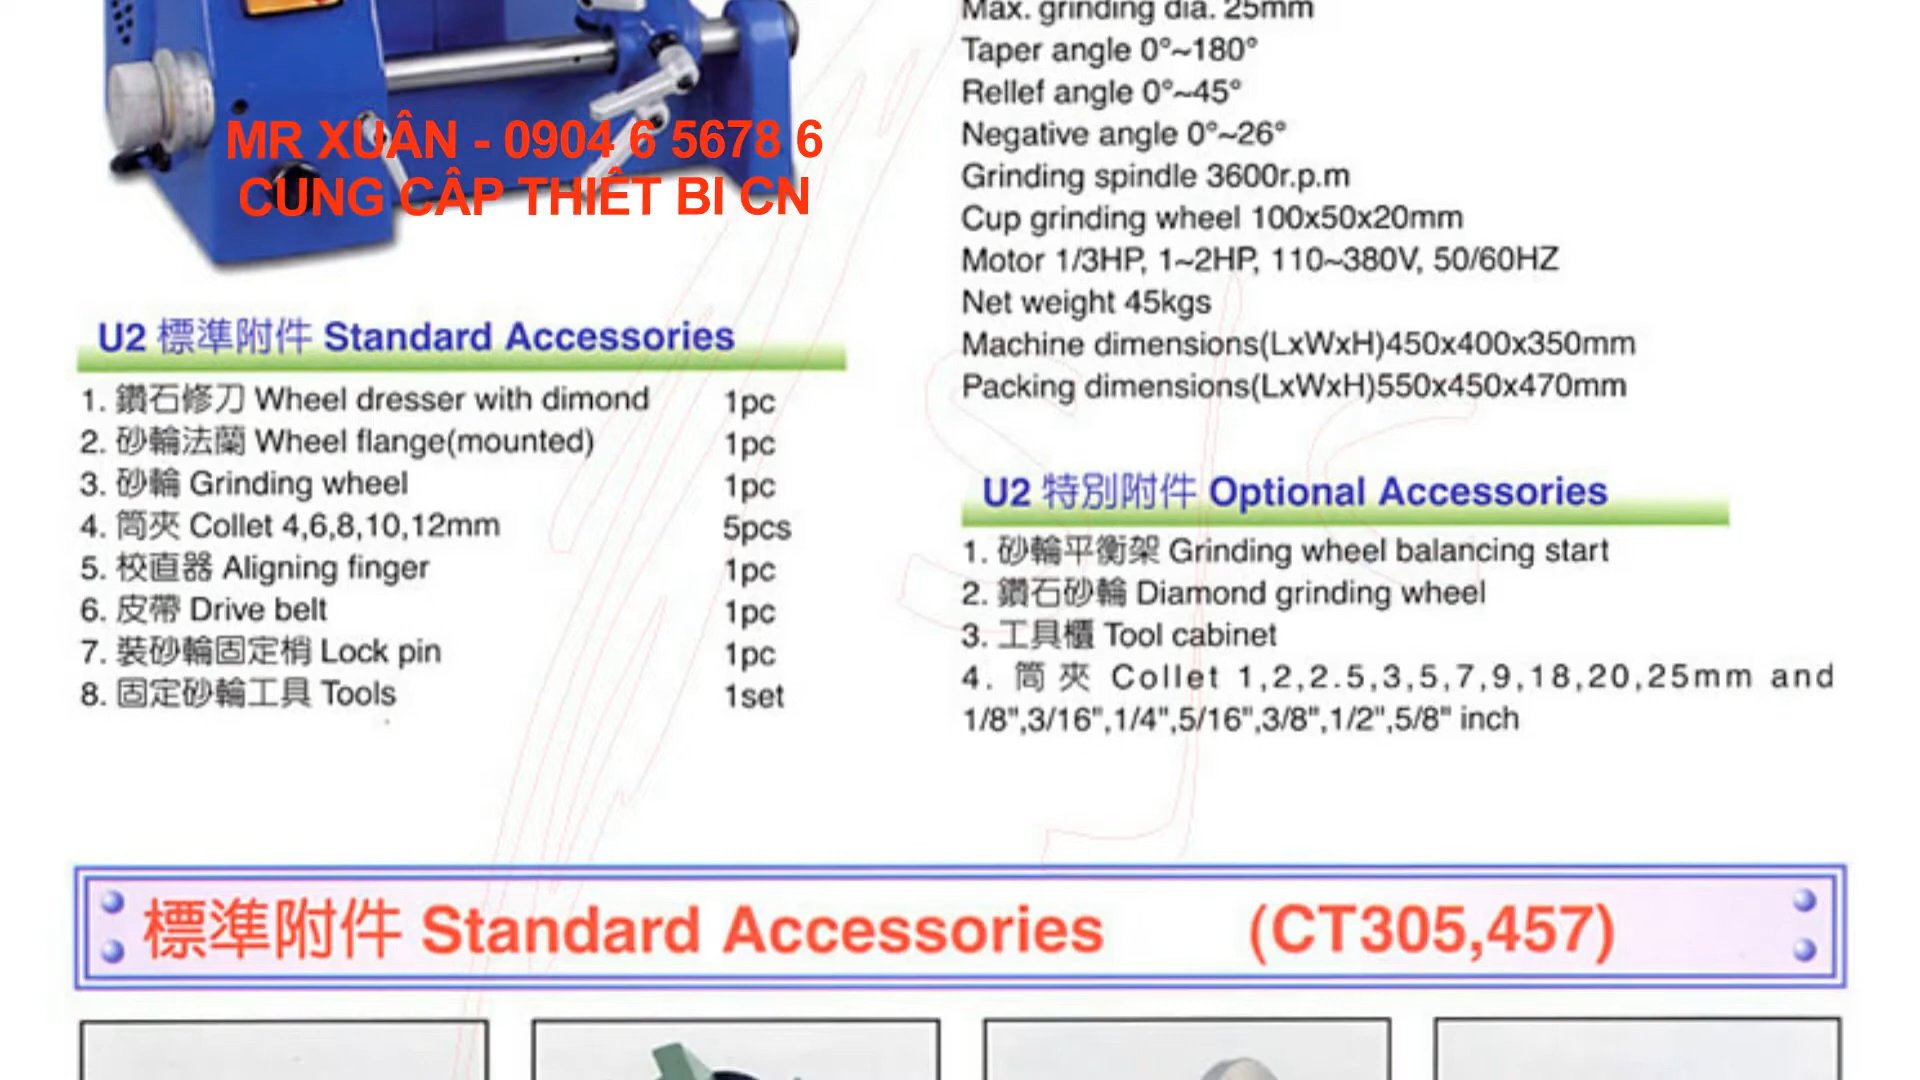 MR XUÂN - 0904 6 5678 6
CUNG CÂP THIÊT BI CN
Max. grinding dia. 25mm
Taper angle 0°~180°
Rellef angle 0°~45°
Negative angle 0°~26°
Grinding spindle 3600r.p.m
Cup grinding wheel 100x50x20mm
Motor 1/3HP, 1~2HP, 110~380V, 50/60HZ
Net weight 45kgs
Machine dimensions(LxWxH)450x400x350mm
Packing dimensions(LxWxH)550x450x470mm
U2 標準附件 Standard Accessories
1. 鑽石修刀 Wheel dresser with dimond 1pc
2. 砂輪法蘭 Wheel flange(mounted) 1pc
3. 砂輪 Grinding wheel 1pc
4. 筒夾 Collet 4,6,8,10,12mm 5pcs
5. 校直器 Aligning finger 1pc
6. 皮帶 Drive belt 1pc
7. 裝砂輪固定梢 Lock pin 1pc
8. 固定砂輪工具 Tools 1set
U2 特別附件 Optional Accessories
1. 砂輪平衡架 Grinding wheel balancing start
2. 鑽石砂輪 Diamond grinding wheel
3. 工具櫃 Tool cabinet
4. 筒夾 Collet 1,2,2.5,3,5,7,9,18,20,25mm and
1/8",3/16",1/4",5/16",3/8",1/2",5/8" inch
標準附件 Standard Accessories (CT305,457)